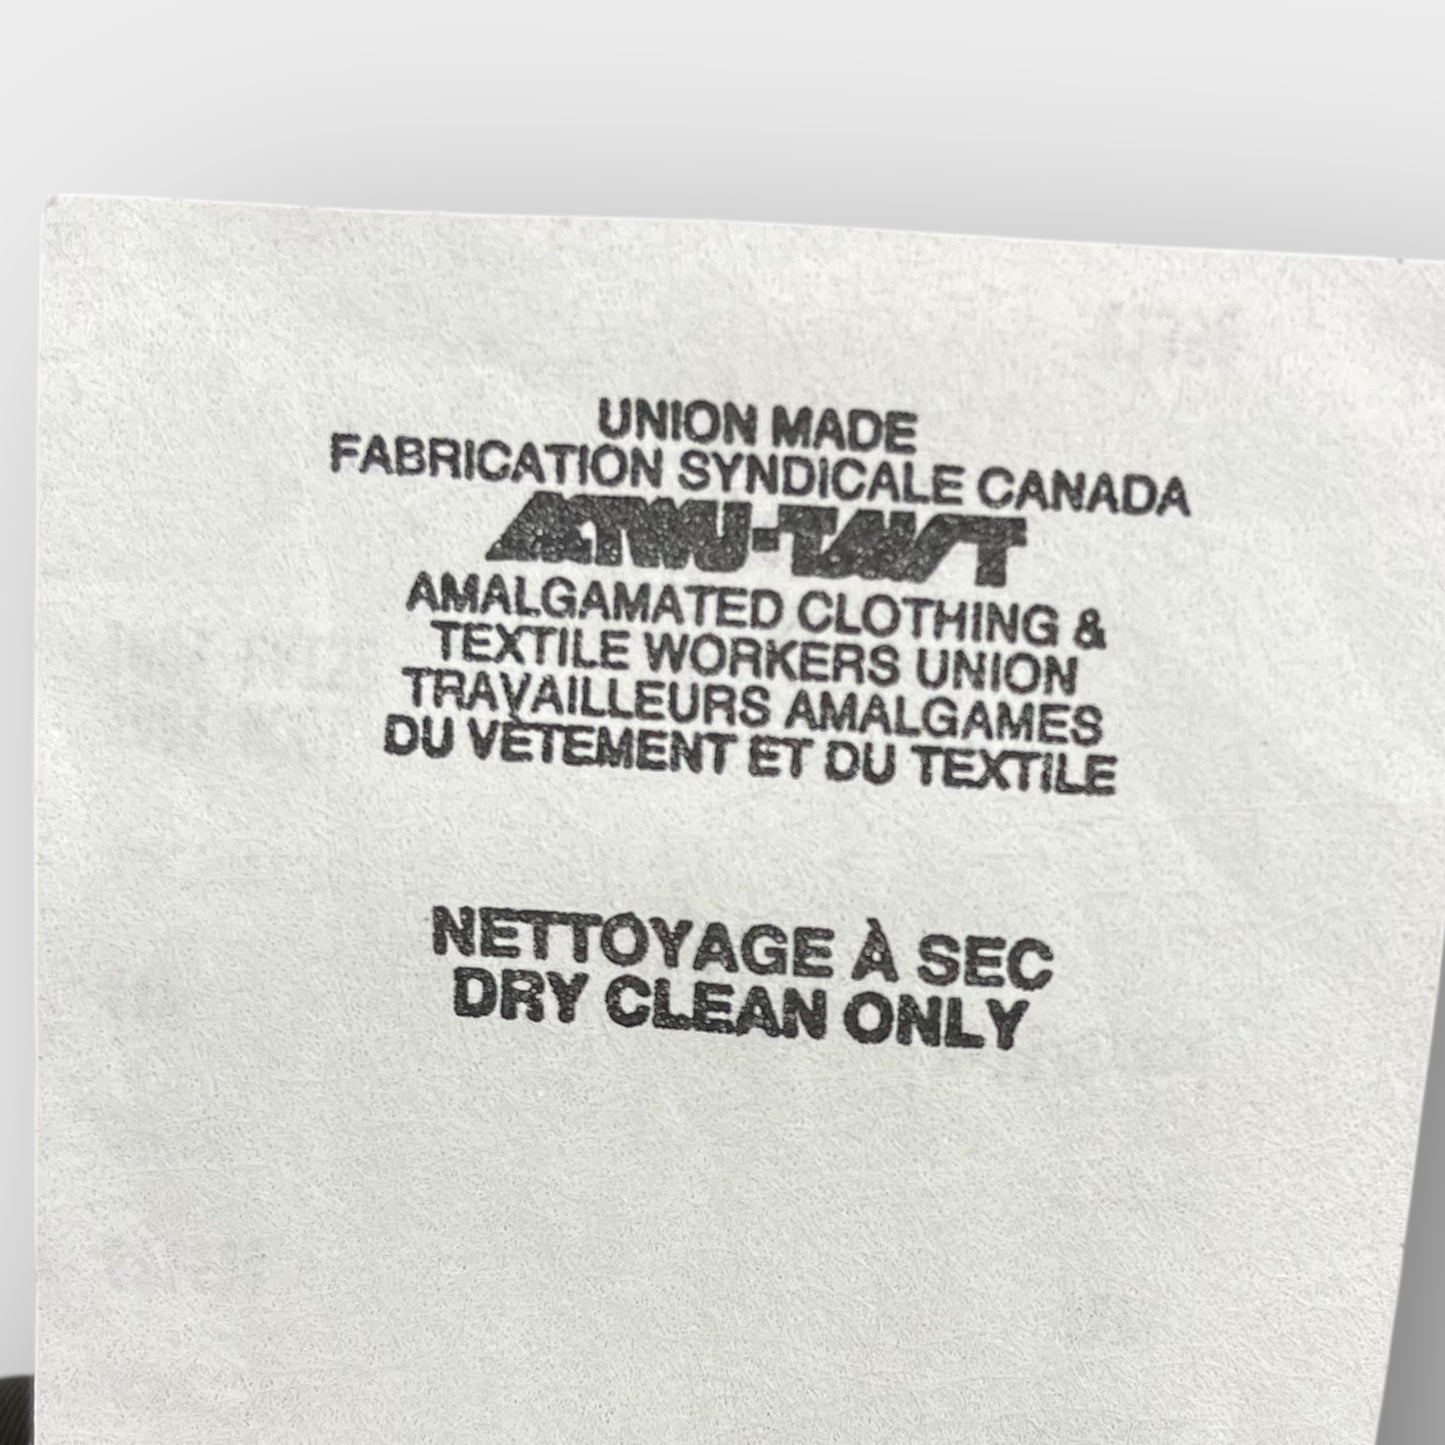 UNION MADE
FABRICATION SYNDICALE CANADA
ACTWU-TAVT
AMALGAMATED CLOTHING &
TEXTILE WORKERS UNION
TRAVAILLEURS AMALGAMES
DU VÊTEMENT ET DU TEXTILE
NETTOYAGE À SEC
DRY CLEAN ONLY